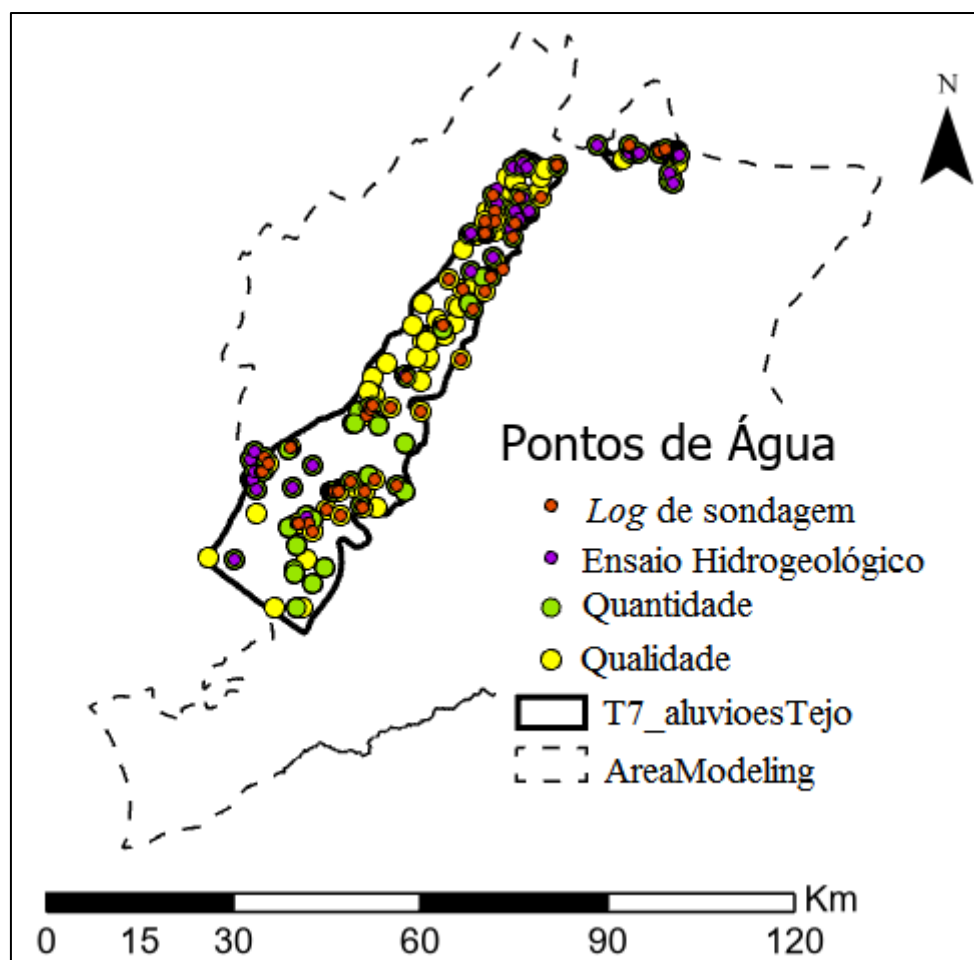 N
Pontos de Água
Log de sondagem
Ensaio Hidrogeológico
Quantidade
Qualidade
T7_aluvioesTejo
AreaModeling
Km
0 15 30 60 90 120